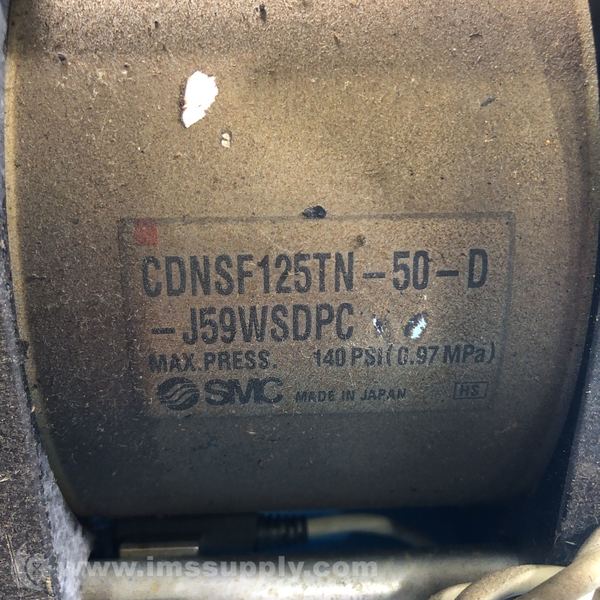 CDNSF125TN-50-D
-J59WSDPC
MAX. PRESS. 140 PSI (0.97 MPa)
SMC MADE IN JAPAN HS
© www.imssupply.com